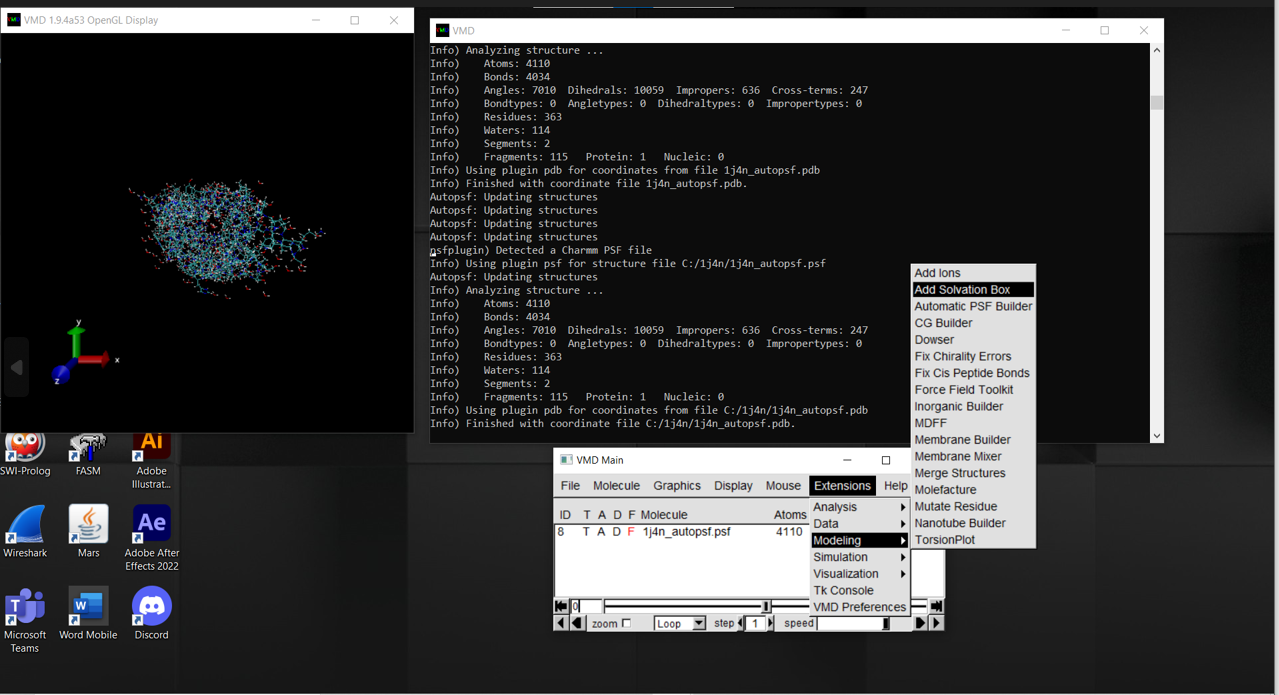 VMD 1.9.4a53 OpenGL Display
y
x
z
VMD
Info) Analyzing structure ...
Info)    Atoms: 4110
Info)    Bonds: 4034
Info)    Angles: 7010  Dihedrals: 10059  Impropers: 636  Cross-terms: 247
Info)    Bondtypes: 0  Angletypes: 0  Dihedraltypes: 0  Impropertypes: 0
Info)    Residues: 363
Info)    Waters: 114
Info)    Segments: 2
Info)    Fragments: 115   Protein: 1   Nucleic: 0
Info) Using plugin pdb for coordinates from file 1j4n_autopsf.pdb
Info) Finished with coordinate file 1j4n_autopsf.pdb.
Autopsf: Updating structures
Autopsf: Updating structures
Autopsf: Updating structures
Autopsf: Updating structures
psfplugin) Detected a Charmm PSF file
Info) Using plugin psf for structure file C:/1j4n/1j4n_autopsf.psf
Autopsf: Updating structures
Info) Analyzing structure ...
Info)    Atoms: 4110
Info)    Bonds: 4034
Info)    Angles: 7010  Dihedrals: 10059  Impropers: 636  Cross-terms: 247
Info)    Bondtypes: 0  Angletypes: 0  Dihedraltypes: 0  Impropertypes: 0
Info)    Residues: 363
Info)    Waters: 114
Info)    Segments: 2
Info)    Fragments: 115   Protein: 1   Nucleic: 0
Info) Using plugin pdb for coordinates from file C:/1j4n/1j4n_autopsf.pdb
Info) Finished with coordinate file C:/1j4n/1j4n_autopsf.pdb.
Add Ions
Add Solvation Box
Automatic PSF Builder
CG Builder
Dowser
Fix Chirality Errors
Fix Cis Peptide Bonds
Force Field Toolkit
Inorganic Builder
MDFF
Membrane Builder
Membrane Mixer
Merge Structures
Molefacture
Mutate Residue
Nanotube Builder
TorsionPlot
VMD Main
File Molecule Graphics Display Mouse Extensions Help
ID T A D F Molecule Atoms
8 T A D F 1j4n_autopsf.psf 4110
Analysis
Data
Modeling
Simulation
Visualization
Tk Console
VMD Preferences
0
zoom Loop step 1 speed
Ai
SWI-Prolog
FASM
Adobe
Illustrat...
Wireshark
Mars
Ae
Adobe After
Effects 2022
T
Microsoft
Teams
W
Word Mobile
Discord